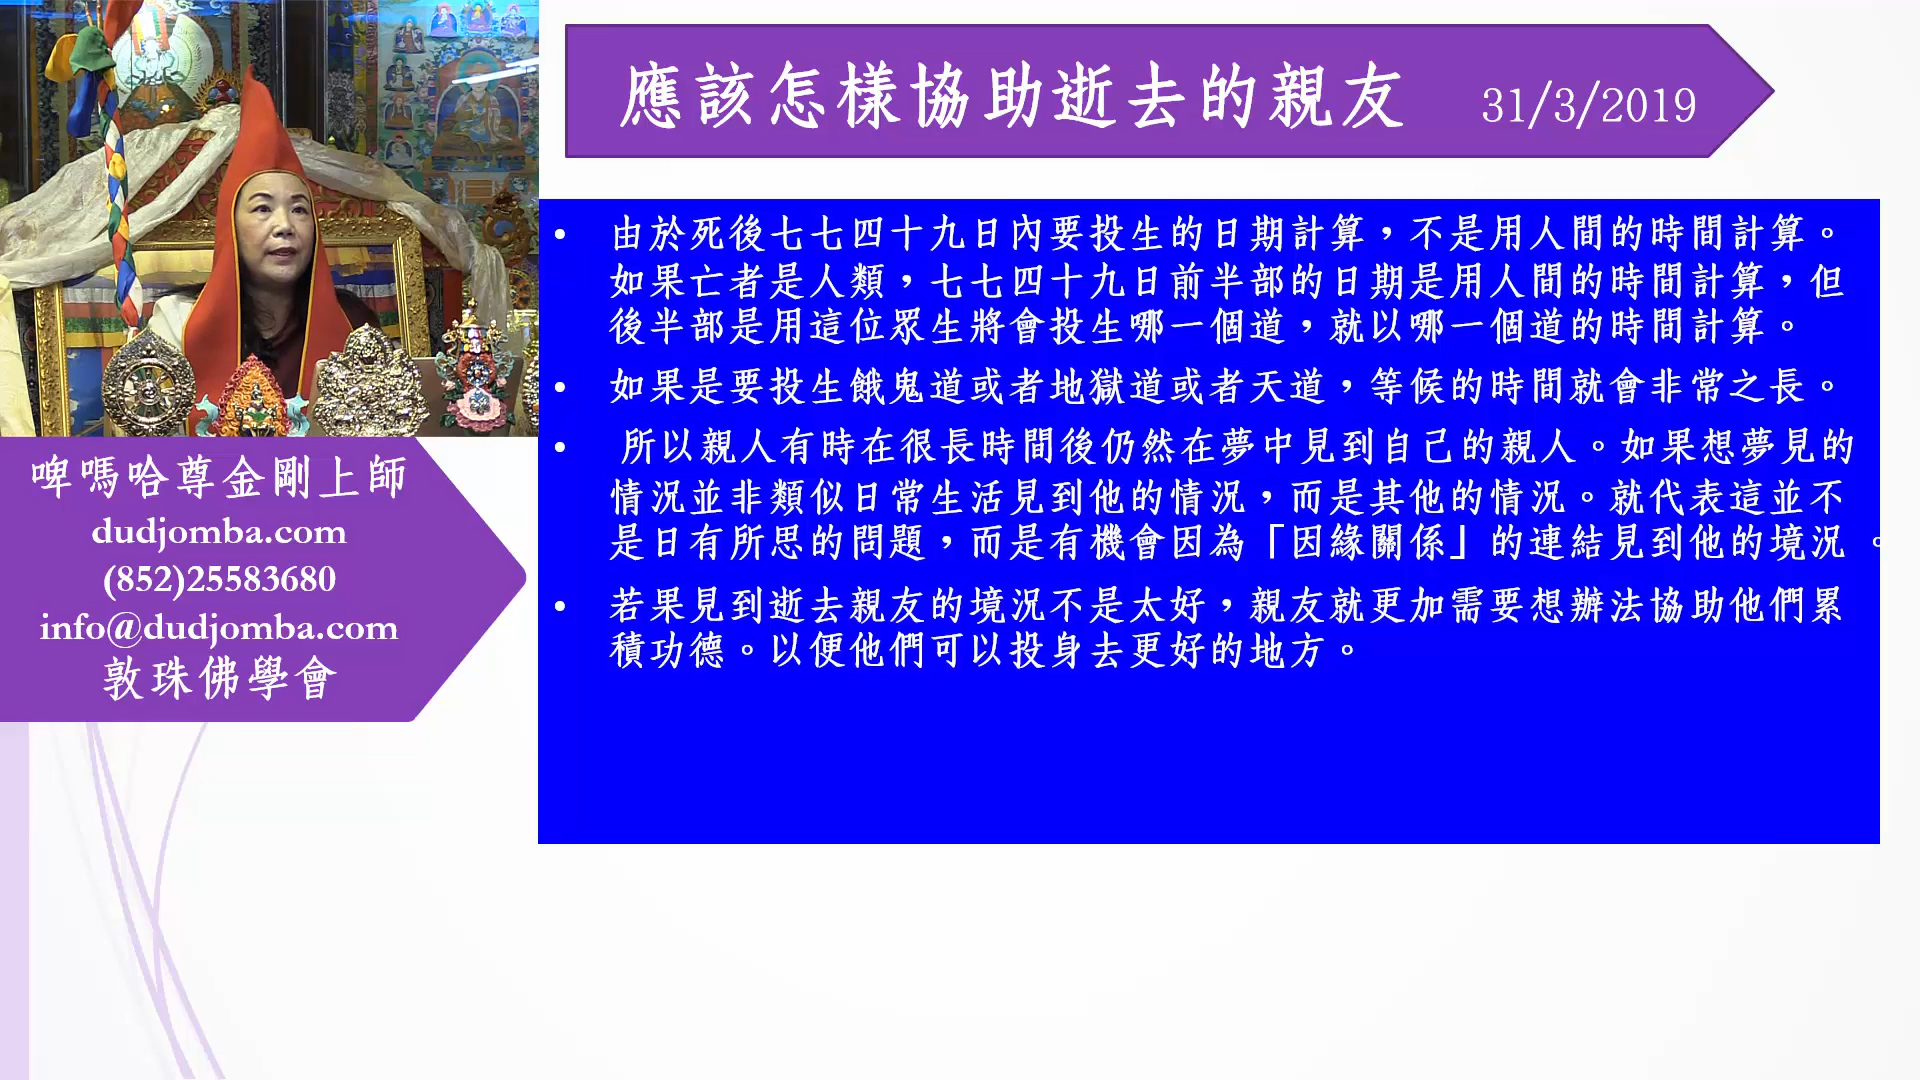 應該怎樣協助逝去的親友 31/3/2019
• 由於死後七七四十九日內要投生的日期計算，不是用人間的時間計算。
如果亡者是人類，七七四十九日前半部的日期是用人間的時間計算，但
後半部是用這位眾生將會投生哪一個道，就以哪一個道的時間計算。
• 如果是要投生餓鬼道或者地獄道或者天道，等候的時間就會非常之長。
• 所以親人有時在很長時間後仍然在夢中見到自己的親人。如果想夢見的
情況並非類似日常生活見到他的情況，而是其他的情況。就代表這並不
是日有所思的問題，而是有機會因為「因緣關係」的連結見到他的境況。
• 若果見到逝去親友的境況不是太好，親友就更加需要想辦法協助他們累
積功德。以便他們可以投身去更好的地方。
啤嗎哈尊金剛上師
dudjomba.com
(852)25583680
info@dudjomba.com
敦珠佛學會